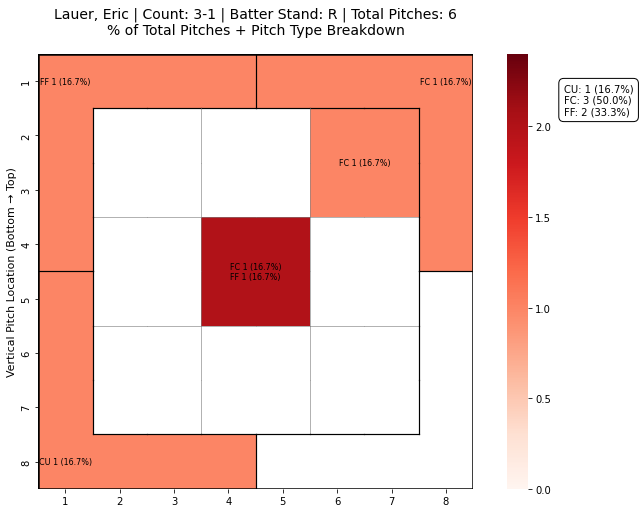 Lauer, Eric | Count: 3-1 | Batter Stand: R | Total Pitches: 6
% of Total Pitches + Pitch Type Breakdown
FF 1 (16.7%)
FC 1 (16.7%)
FC 1 (16.7%)
FC 1 (16.7%)
FF 1 (16.7%)
CU 1 (16.7%)
Vertical Pitch Location (Bottom → Top)
1
2
3
4
5
6
7
8
1
2
3
4
5
6
7
8
2.0
1.5
1.0
0.5
0.0
CU: 1 (16.7%)
FC: 3 (50.0%)
FF: 2 (33.3%)